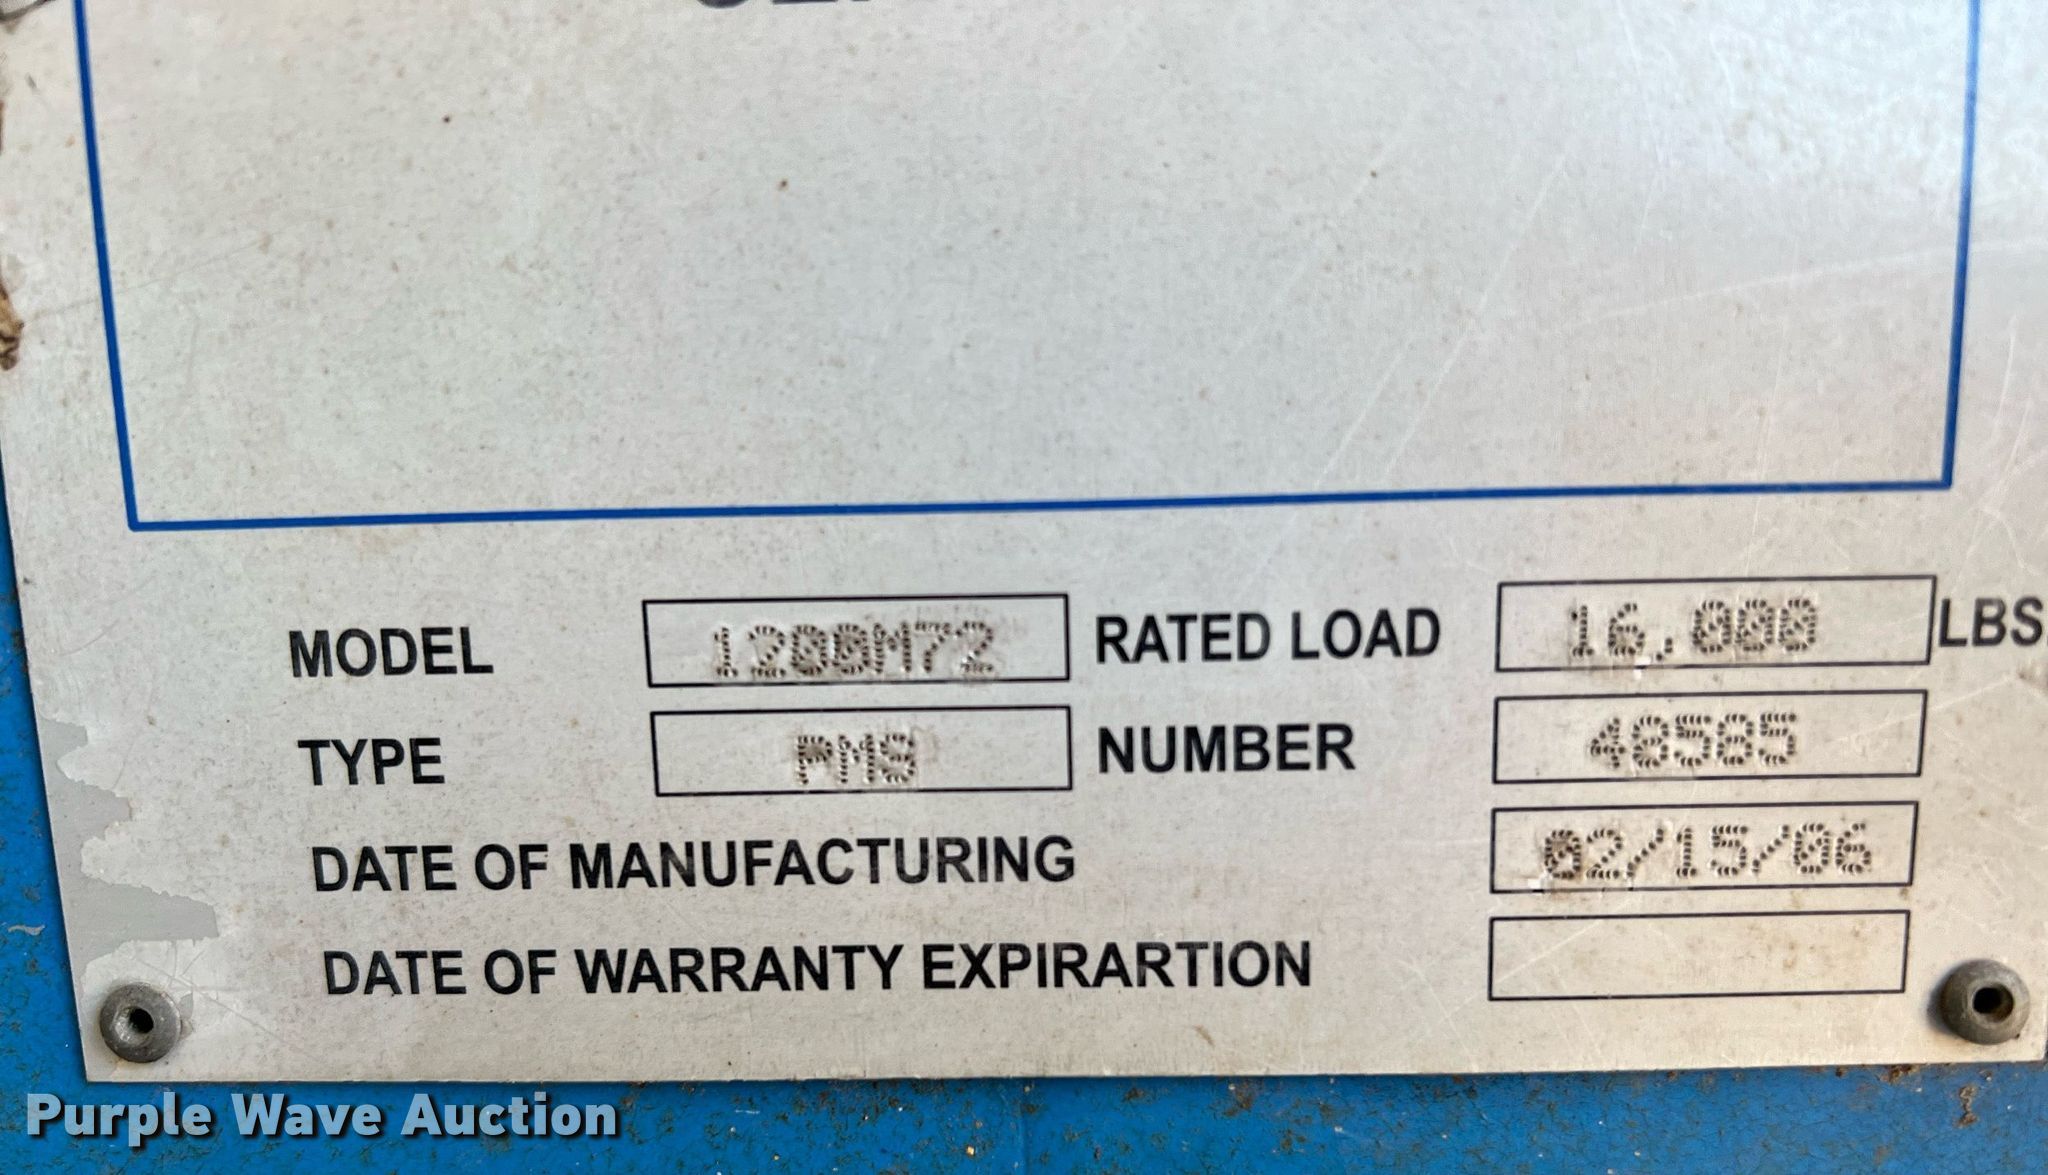 MODEL 1200M72 RATED LOAD 16,000 LBS.
TYPE PMS NUMBER 48585
DATE OF MANUFACTURING 02/15/06
DATE OF WARRANTY EXPIRARTION
Purple Wave Auction